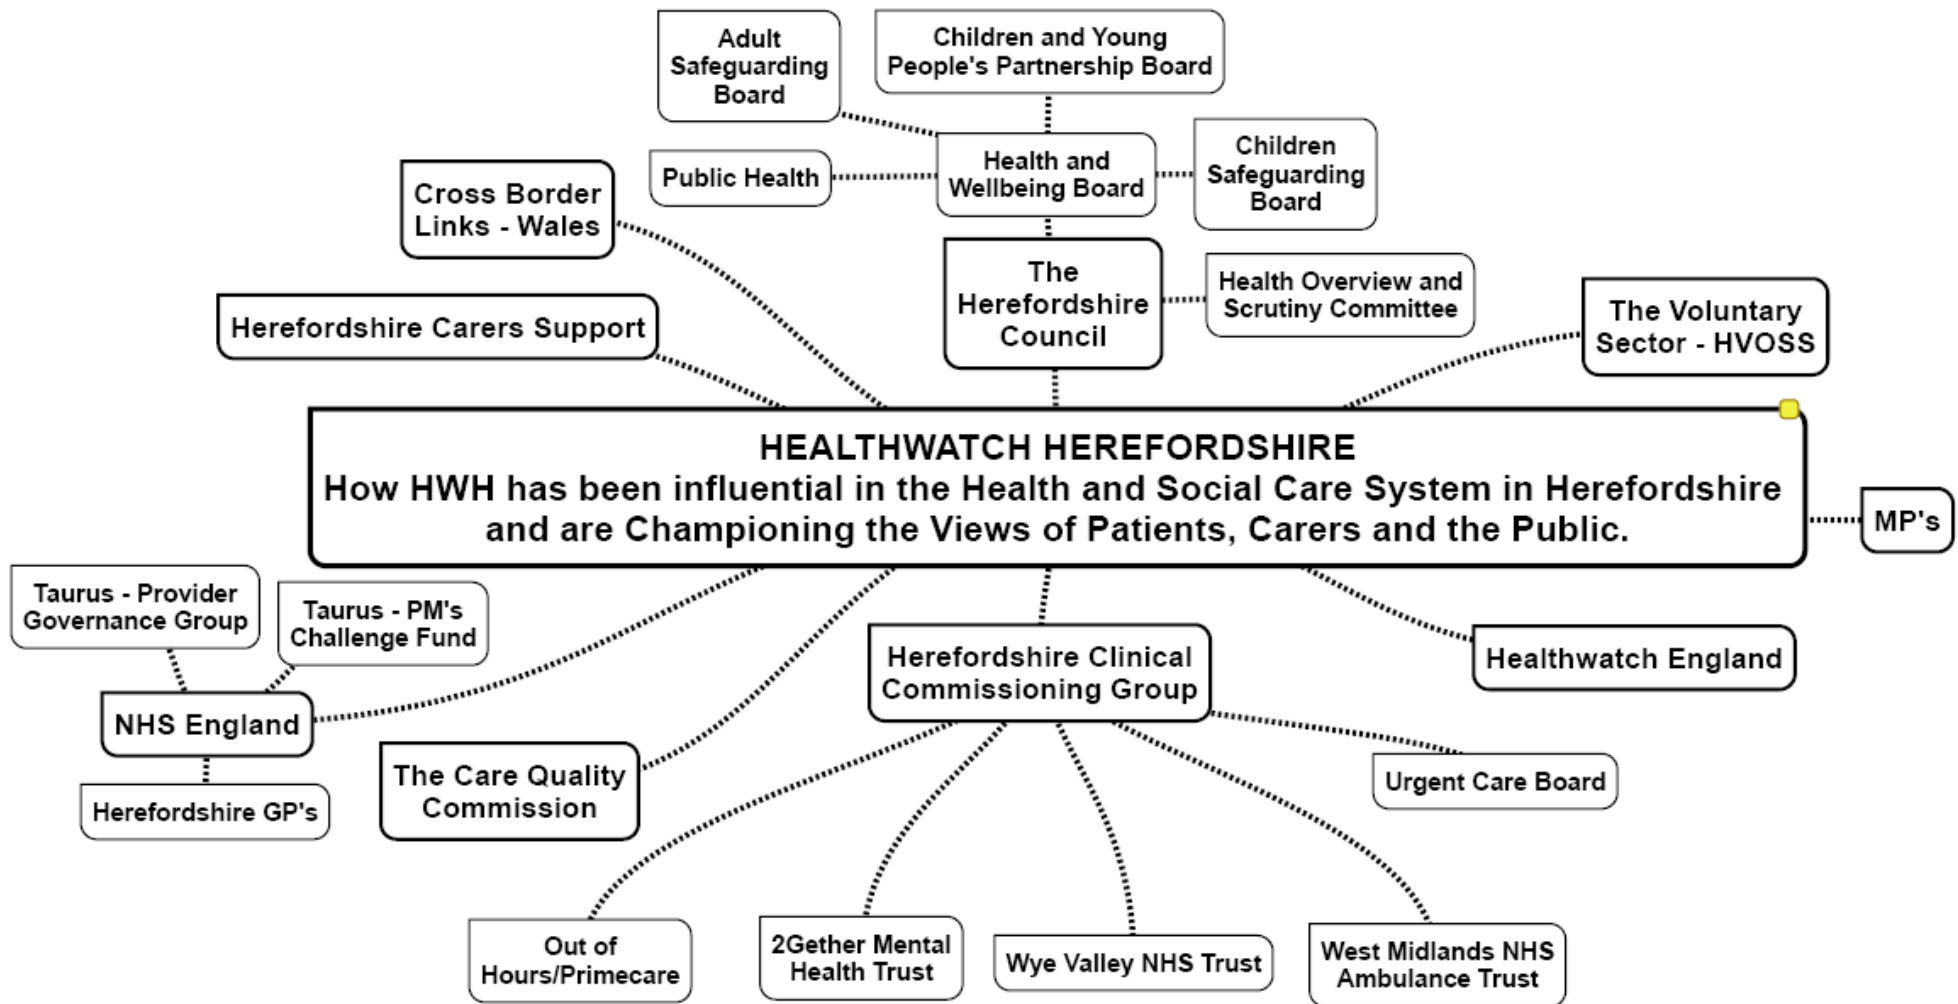 Adult
Safeguarding
Board
Children and Young
People's Partnership Board
Public Health
Health and
Wellbeing Board
Children
Safeguarding
Board
Cross Border
Links - Wales
The
Herefordshire
Council
Health Overview and
Scrutiny Committee
Herefordshire Carers Support
The Voluntary
Sector - HVOSS
HEALTHWATCH HEREFORDSHIRE
How HWH has been influential in the Health and Social Care System in Herefordshire
and are Championing the Views of Patients, Carers and the Public.
MP's
Taurus - Provider
Governance Group
Taurus - PM's
Challenge Fund
NHS England
Herefordshire GP's
The Care Quality
Commission
Herefordshire Clinical
Commissioning Group
Healthwatch England
Urgent Care Board
Out of
Hours/Primecare
2Gether Mental
Health Trust
Wye Valley NHS Trust
West Midlands NHS
Ambulance Trust